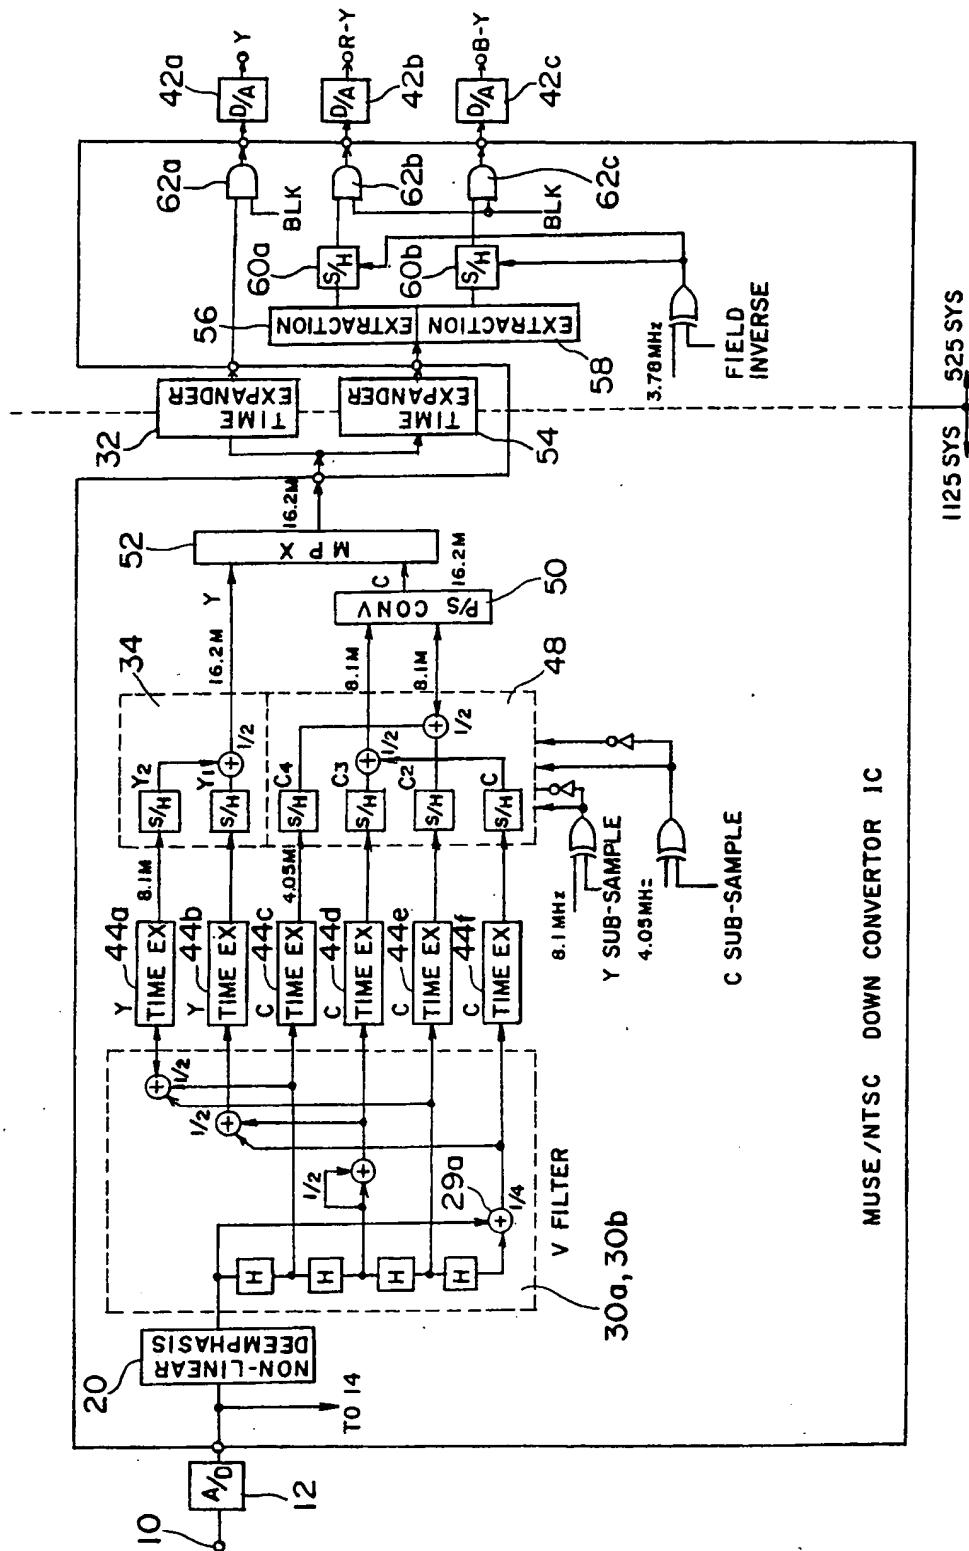 10
A/D
12
TO 14
20
NON-LINEAR
DEEMPHASIS
H
H
H
H
1/2
1/2
1/2
29a
1/4
V FILTER
30a, 30b
Y
44a
TIME EX
8.1M
Y
44b
TIME EX
C
44c
TIME EX
4.05M
C
44d
TIME EX
C
44e
TIME EX
C
44f
TIME EX
34
S/H
Y2
S/H
Y1
1/2
16.2M
Y
S/H
C4
S/H
C3
1/2
8.1M
S/H
C2
1/2
8.1M
S/H
C
48
8.1MHz
Y SUB-SAMPLE
4.05MHz
C SUB-SAMPLE
P/S
CONV
50
C
16.2M
52
MPX
16.2M
32
TIME
EXPANDER
TIME
EXPANDER
54
56
EXTRACTION
EXTRACTION
58
60a
S/H
60b
S/H
3.78MHz
FIELD
INVERSE
62a
BLK
62b
62c
BLK
42a
D/A
Y
D/A
42b
R-Y
D/A
42c
B-Y
1125 SYS
525 SYS
MUSE/NTSC DOWN CONVERTOR IC